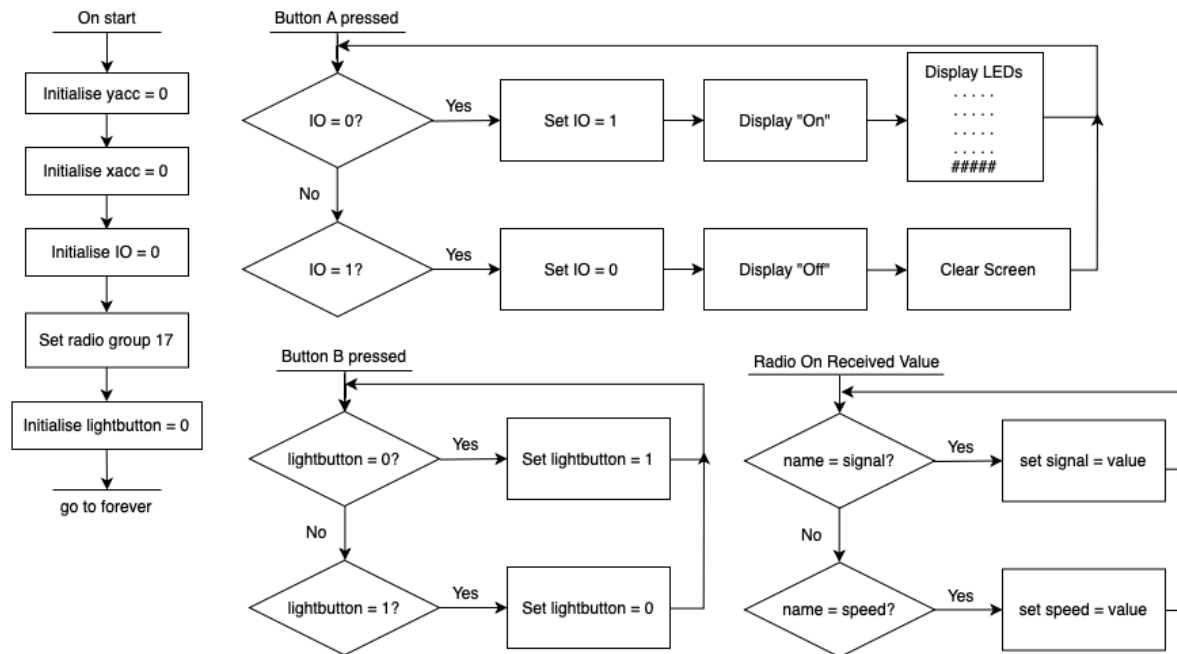 On start
Initialise yacc = 0
Initialise xacc = 0
Initialise IO = 0
Set radio group 17
Initialise lightbutton = 0
go to forever
Button A pressed
IO = 0?
Yes
Set IO = 1
Display "On"
Display LEDs
. . . . .
. . . . .
. . . . .
. . . . .
#####
No
IO = 1?
Yes
Set IO = 0
Display "Off"
Clear Screen
Button B pressed
lightbutton = 0?
Yes
Set lightbutton = 1
No
lightbutton = 1?
Yes
Set lightbutton = 0
Radio On Received Value
name = signal?
Yes
set signal = value
No
name = speed?
Yes
set speed = value